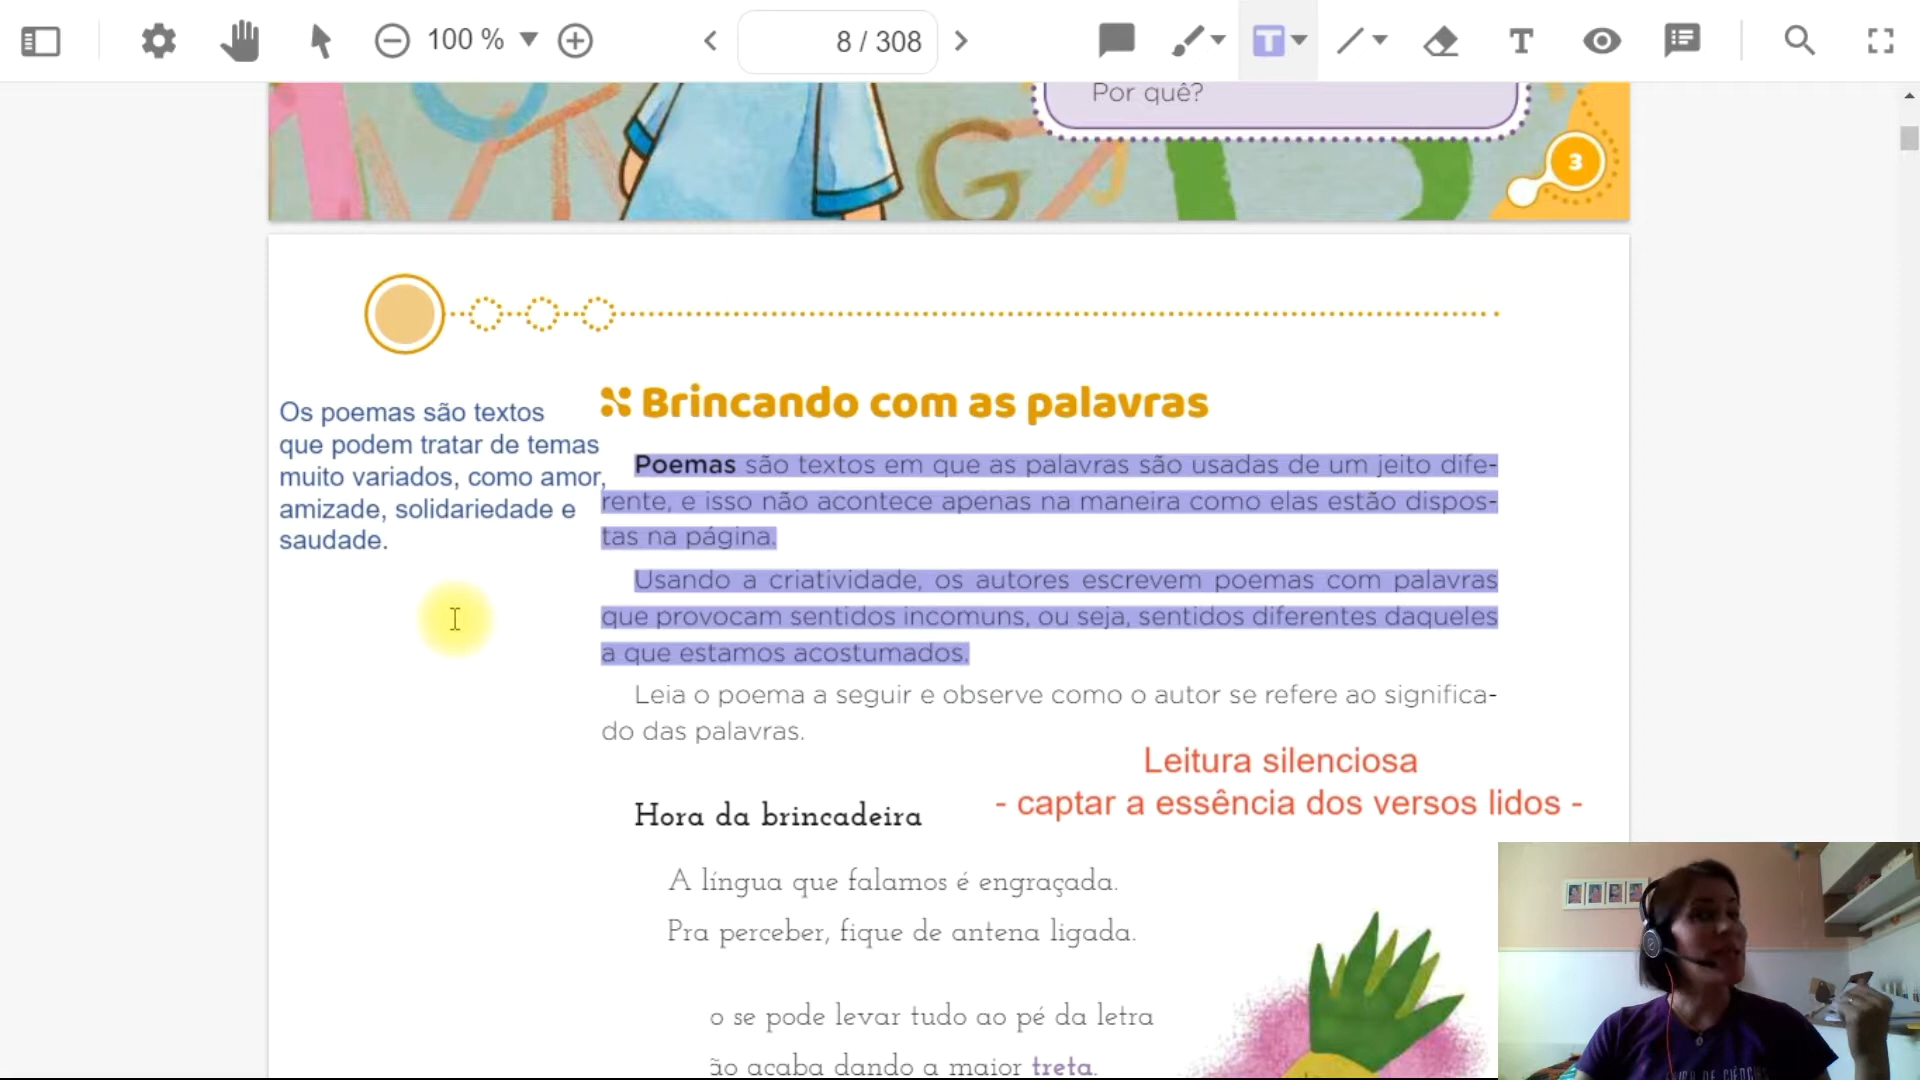 100 %
8 / 308
T
T
Por quê?
G
3
Os poemas são textos
que podem tratar de temas
muito variados, como amor,
amizade, solidariedade e
saudade.
Brincando com as palavras
Poemas são textos em que as palavras são usadas de um jeito dife-
rente, e isso não acontece apenas na maneira como elas estão dispos-
tas na página.
Usando a criatividade, os autores escrevem poemas com palavras
que provocam sentidos incomuns, ou seja, sentidos diferentes daqueles
a que estamos acostumados.
Leia o poema a seguir e observe como o autor se refere ao significa-
do das palavras.
Leitura silenciosa
- captar a essência dos versos lidos -
Hora da brincadeira
A língua que falamos é engraçada.
Pra perceber, fique de antena ligada.
o se pode levar tudo ao pé da letra
ão acaba dando a maior treta.